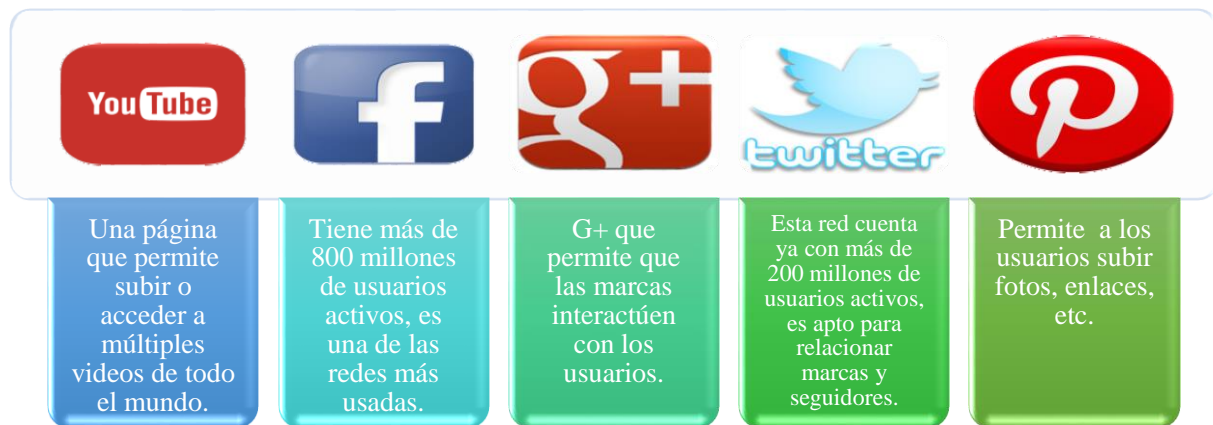 You Tube
f
g+
twitter
P
Una página
que permite
subir o
acceder a
múltiples
videos de todo
el mundo.
Tiene más de
800 millones
de usuarios
activos, es
una de las
redes más
usadas.
G+ que
permite que
las marcas
interactúen
con los
usuarios.
Esta red cuenta
ya con más de
200 millones de
usuarios activos,
es apto para
relacionar
marcas y
seguidores.
Permite a los
usuarios subir
fotos, enlaces,
etc.